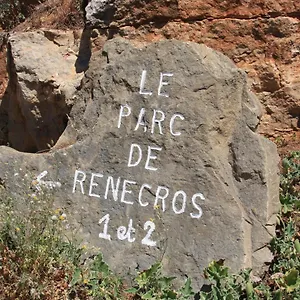 LE
PARC
DE
← RENECROS
1 et 2